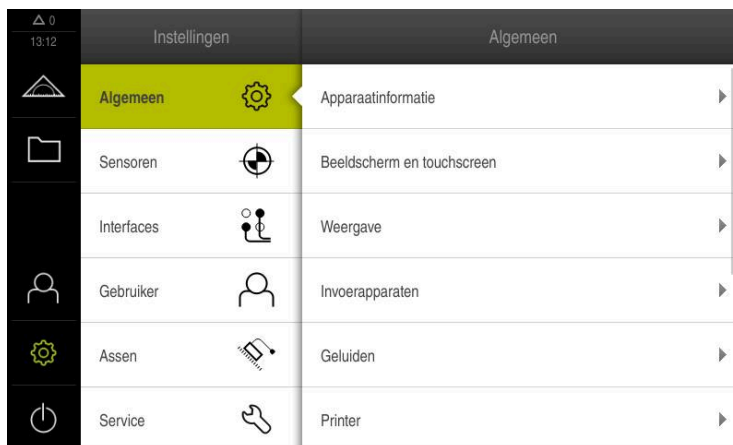 0
13:12
Instellingen
Algemeen
Algemeen
Sensoren
Interfaces
Gebruiker
Assen
Service
Apparaatinformatie
Beeldscherm en touchscreen
Weergave
Invoerapparaten
Geluiden
Printer